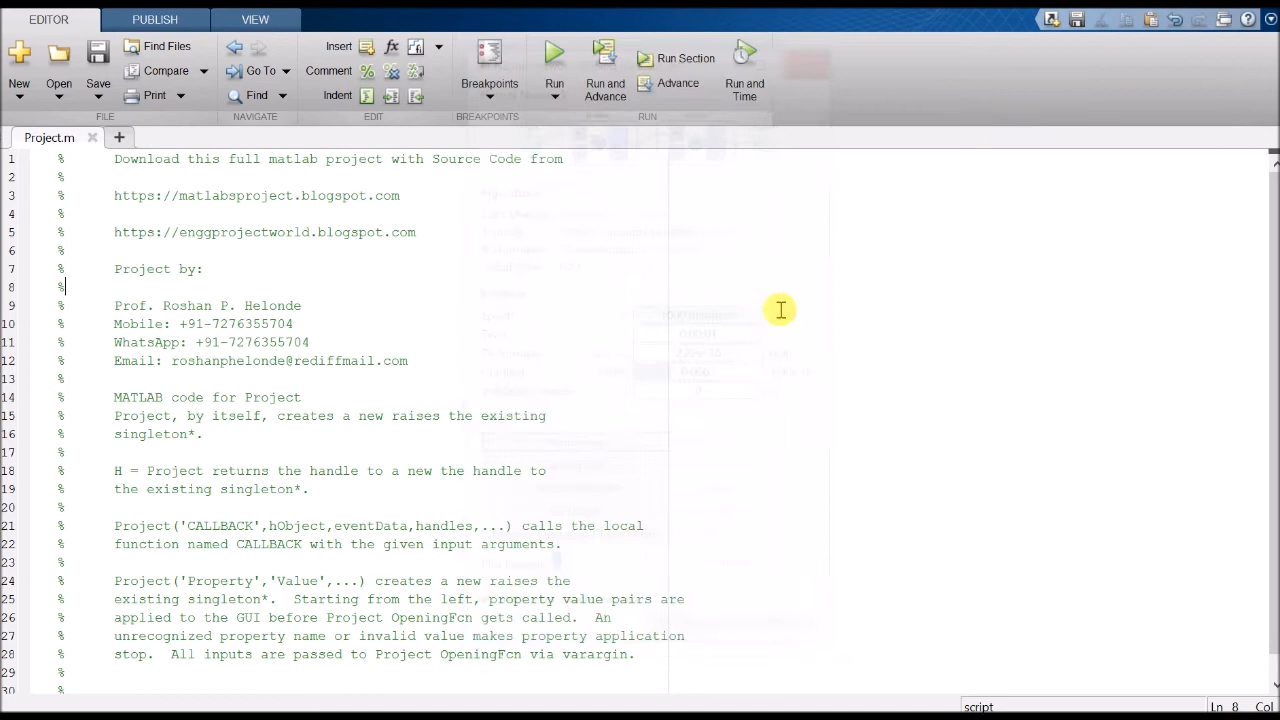 EDITOR PUBLISH VIEW
New Open Save Find Files Compare Print
FILE
Go To Find
NAVIGATE
Insert fx
Comment
Indent
EDIT
Breakpoints
BREAKPOINTS
Run Run and Advance Run Section Advance Run and Time
RUN
Project.m
1 % Download this full matlab project with Source Code from
2 %
3 % https://matlabsproject.blogspot.com
4 %
5 % https://enggprojectworld.blogspot.com
6 %
7 % Project by:
8 %
9 % Prof. Roshan P. Helonde
10 % Mobile: +91-7276355704
11 % WhatsApp: +91-7276355704
12 % Email: roshanphelonde@rediffmail.com
13 %
14 % MATLAB code for Project
15 % Project, by itself, creates a new raises the existing
16 % singleton*.
17 %
18 % H = Project returns the handle to a new the handle to
19 % the existing singleton*.
20 %
21 % Project('CALLBACK',hObject,eventData,handles,...) calls the local
22 % function named CALLBACK with the given input arguments.
23 %
24 % Project('Property','Value',...) creates a new raises the
25 % existing singleton*. Starting from the left, property value pairs are
26 % applied to the GUI before Project OpeningFcn gets called. An
27 % unrecognized property name or invalid value makes property application
28 % stop. All inputs are passed to Project OpeningFcn via varargin.
29 %
30 %
script Ln 8 Col